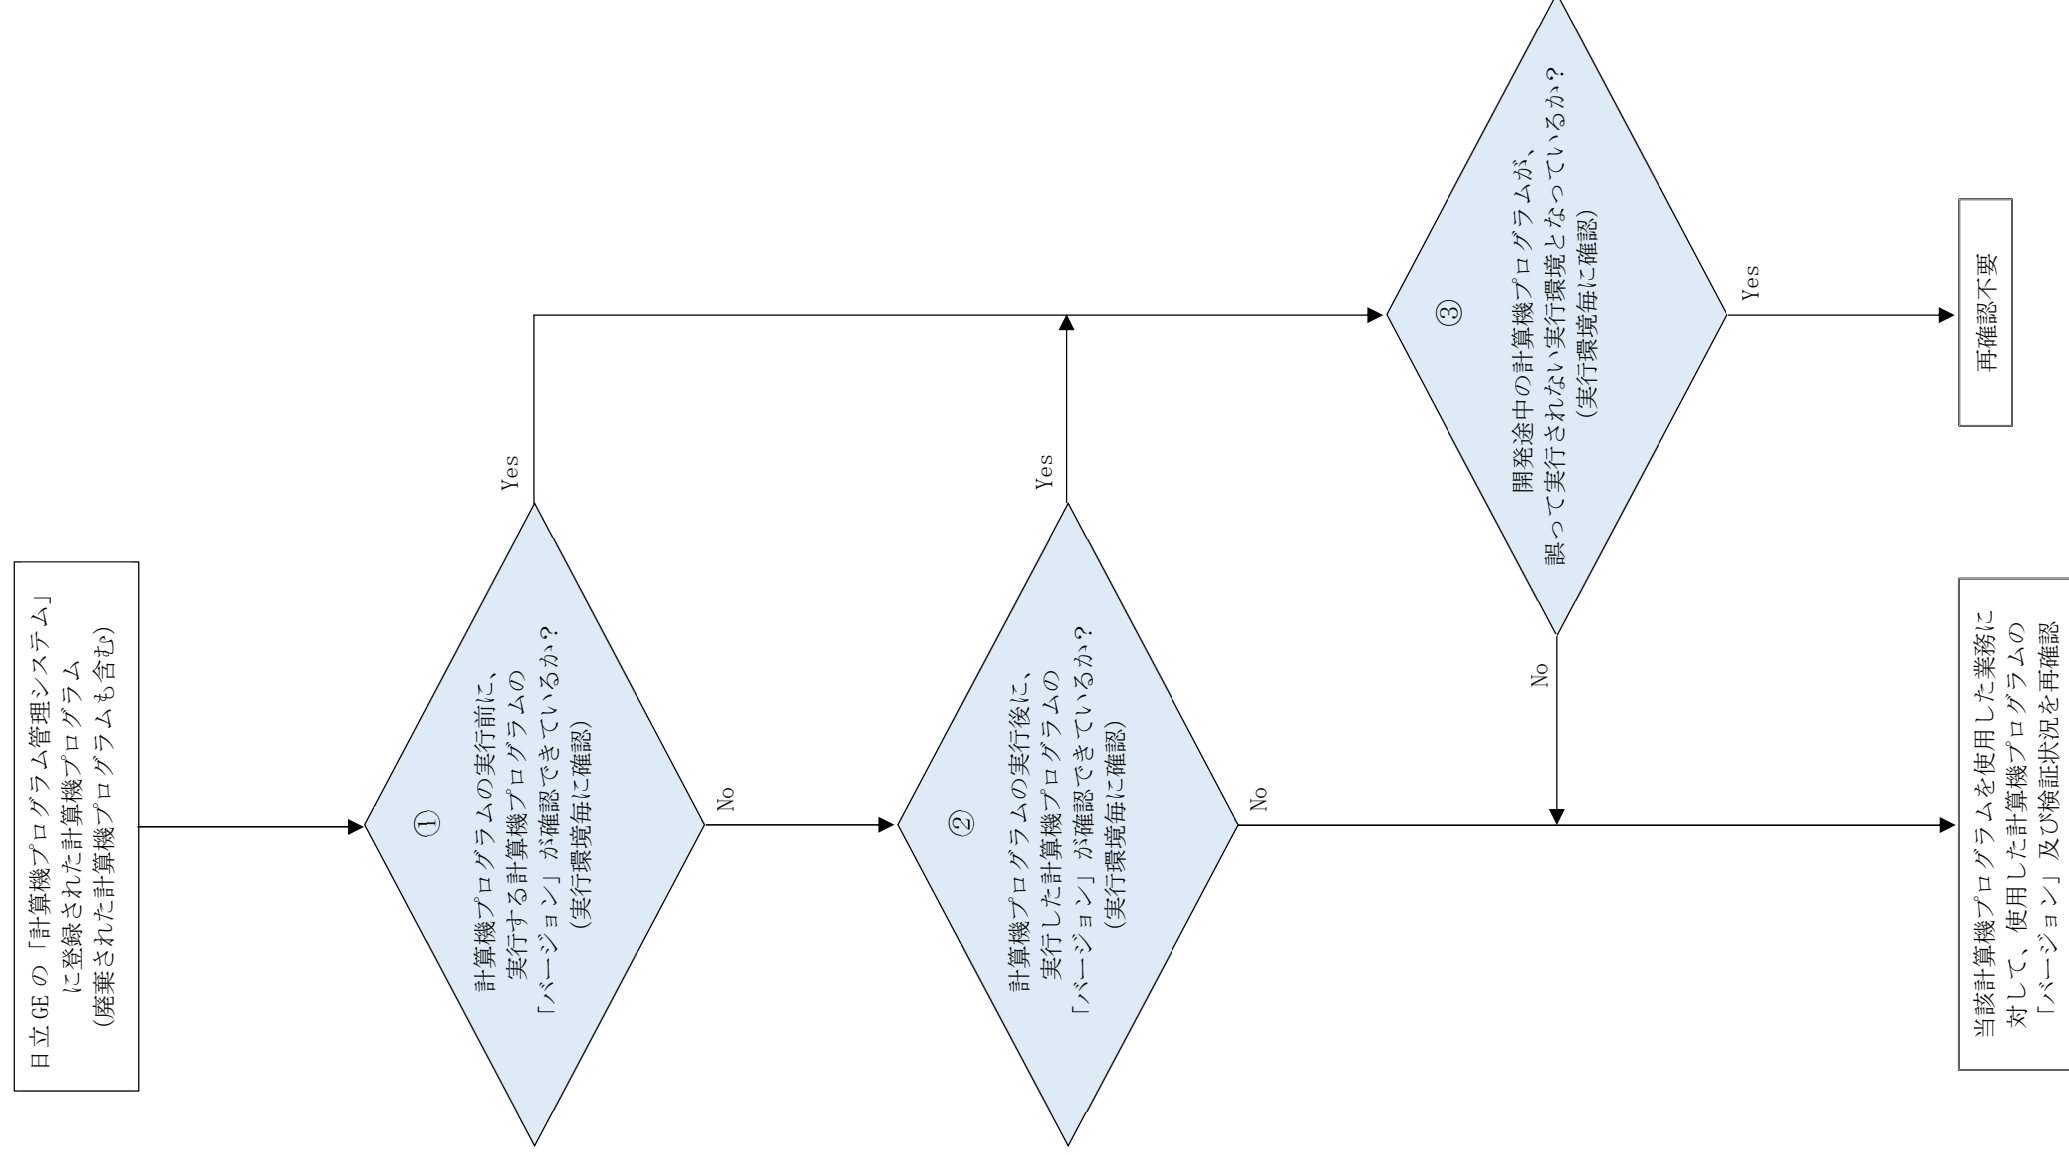 日立 GE の「計算機プログラム管理システム」
に登録された計算機プログラム
(廃棄された計算機プログラムも含む)
①
計算機プログラムの実行前に、
実行する計算機プログラムの
「バージョン」が確認できているか？
(実行環境毎に確認)
Yes
No
②
計算機プログラムの実行後に、
実行した計算機プログラムの
「バージョン」が確認できているか？
(実行環境毎に確認)
Yes
No
③
開発途中の計算機プログラムが、
誤って実行されない実行環境となっているか？
(実行環境毎に確認)
No
Yes
当該計算機プログラムを使用した業務に
対して、使用した計算機プログラムの
「バージョン」及び検証状況を再確認
再確認不要